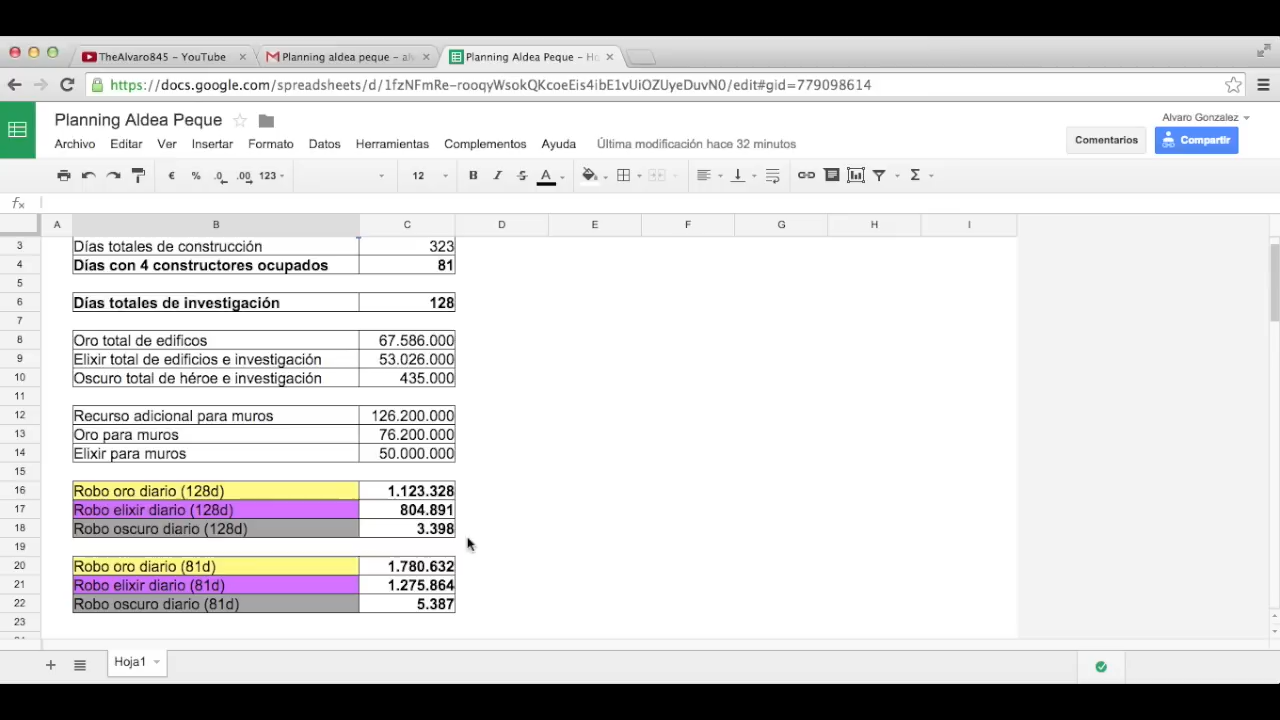 TheAlvaro845 - YouTube
Planning aldea peque - al
Planning Aldea Peque - Ho
https://docs.google.com/spreadsheets/d/1fzNFmRe-rooqyWsokQKcoeEis4ibE1vUiOZUyeDuvN0/edit#gid=779098614
Planning Aldea Peque
Alvaro Gonzalez
Archivo Editar Ver Insertar Formato Datos Herramientas Complementos Ayuda Última modificación hace 32 minutos
Comentarios Compartir
€ % .0 .00 123 12 B I S A Σ
fx
A B C D E F G H I
3 Días totales de construcción 323
4 Días con 4 constructores ocupados 81
5
6 Días totales de investigación 128
7
8 Oro total de edificos 67.586.000
9 Elixir total de edificios e investigación 53.026.000
10 Oscuro total de héroe e investigación 435.000
11
12 Recurso adicional para muros 126.200.000
13 Oro para muros 76.200.000
14 Elixir para muros 50.000.000
15
16 Robo oro diario (128d) 1.123.328
17 Robo elixir diario (128d) 804.891
18 Robo oscuro diario (128d) 3.398
19
20 Robo oro diario (81d) 1.780.632
21 Robo elixir diario (81d) 1.275.864
22 Robo oscuro diario (81d) 5.387
23
Hoja1